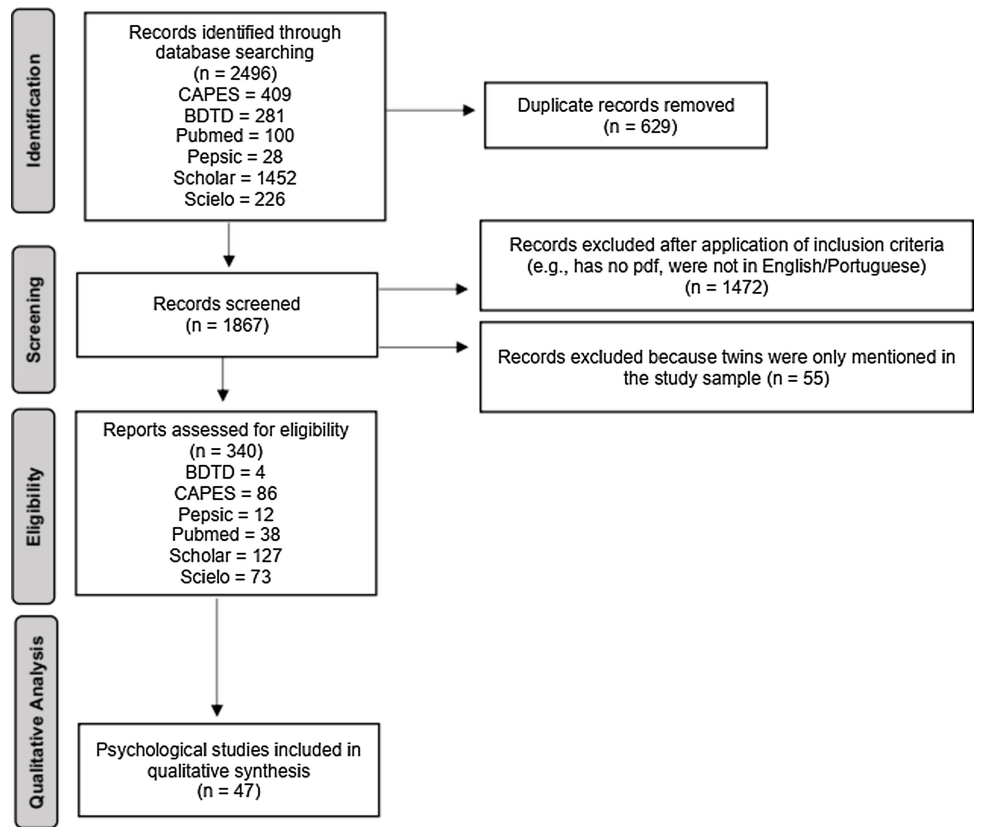 Identification
Records identified through
database searching
(n = 2496)
CAPES = 409
BDTD = 281
Pubmed = 100
Pepsic = 28
Scholar = 1452
Scielo = 226
Duplicate records removed
(n = 629)
Screening
Records screened
(n = 1867)
Records excluded after application of inclusion criteria
(e.g., has no pdf, were not in English/Portuguese)
(n = 1472)
Records excluded because twins were only mentioned in
the study sample (n = 55)
Eligibility
Reports assessed for eligibility
(n = 340)
BDTD = 4
CAPES = 86
Pepsic = 12
Pubmed = 38
Scholar = 127
Scielo = 73
Qualitative Analysis
Psychological studies included in
qualitative synthesis
(n = 47)